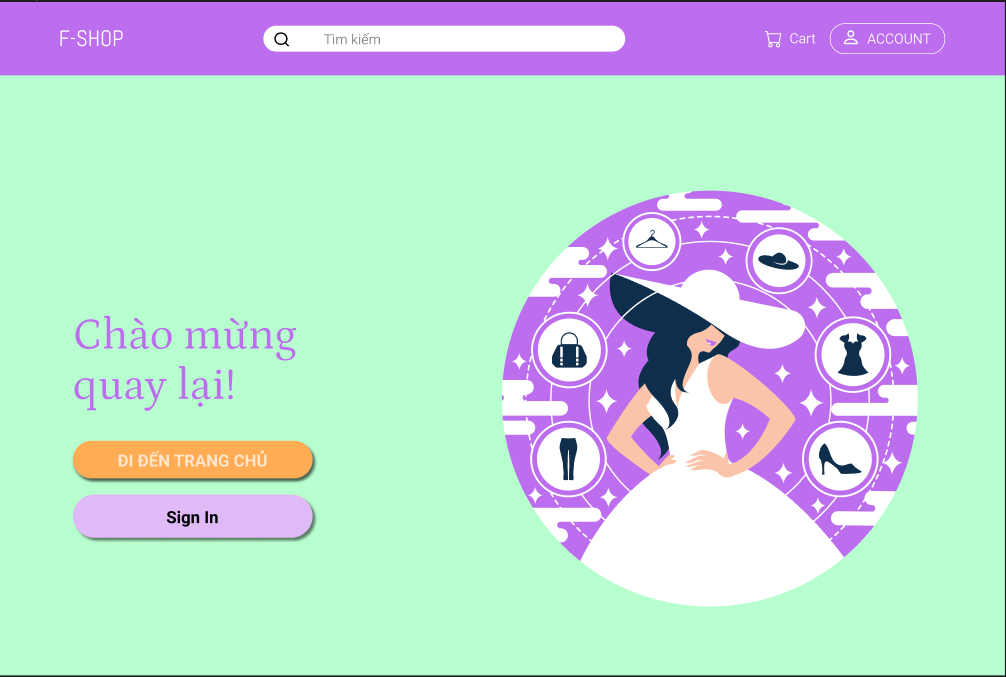 F-SHOP
Tìm kiếm
Cart
ACCOUNT
Chào mừng
quay lại!
ĐI ĐẾN TRANG CHỦ
Sign In